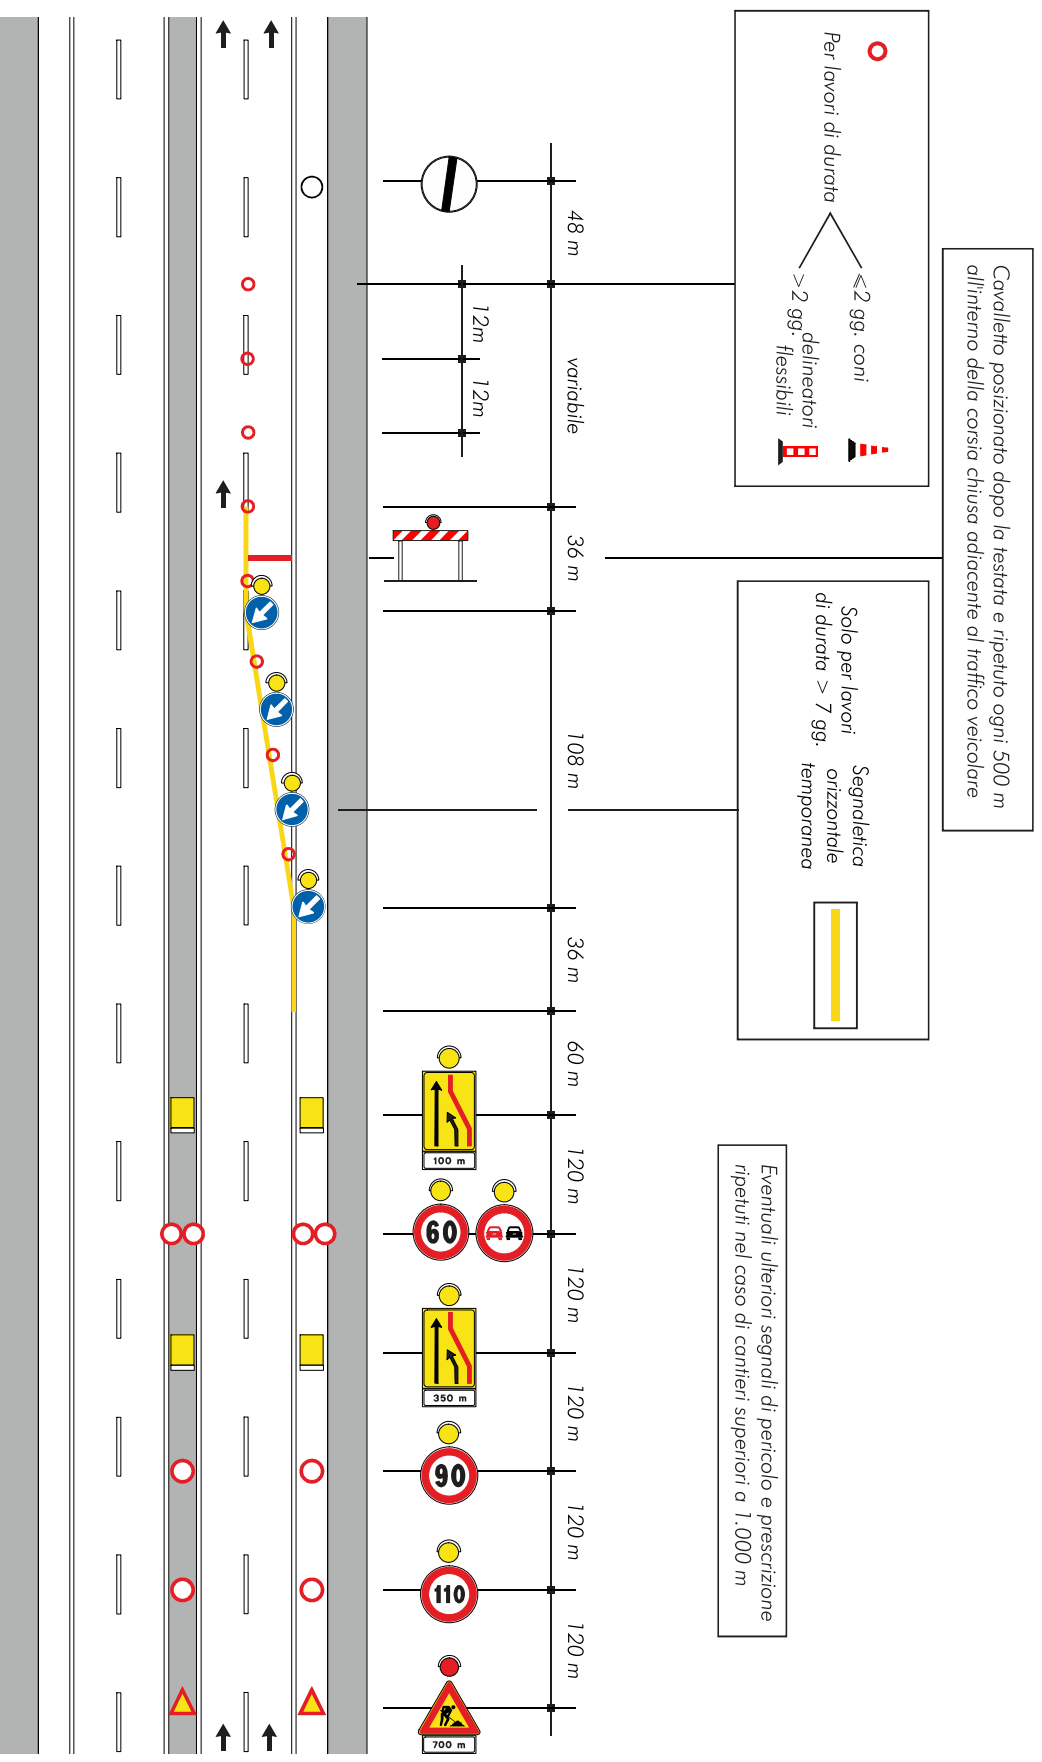 Per lavori di durata
≤2 gg. coni
>2 gg. delineatori
flessibili
Cavalletto posizionato dopo la testata e ripetuto ogni 500 m
all'interno della corsia chiusa adiacente al traffico veicolare
Solo per lavori
di durata > 7 gg.
Segnaletica
orizzontale
temporanea
Eventuali ulteriori segnali di pericolo e prescrizione
ripetuti nel caso di cantieri superiori a 1.000 m
48 m
variabile
12m
12m
36 m
108 m
36 m
60 m
120 m
120 m
120 m
120 m
120 m
100 m
60
350 m
90
110
700 m